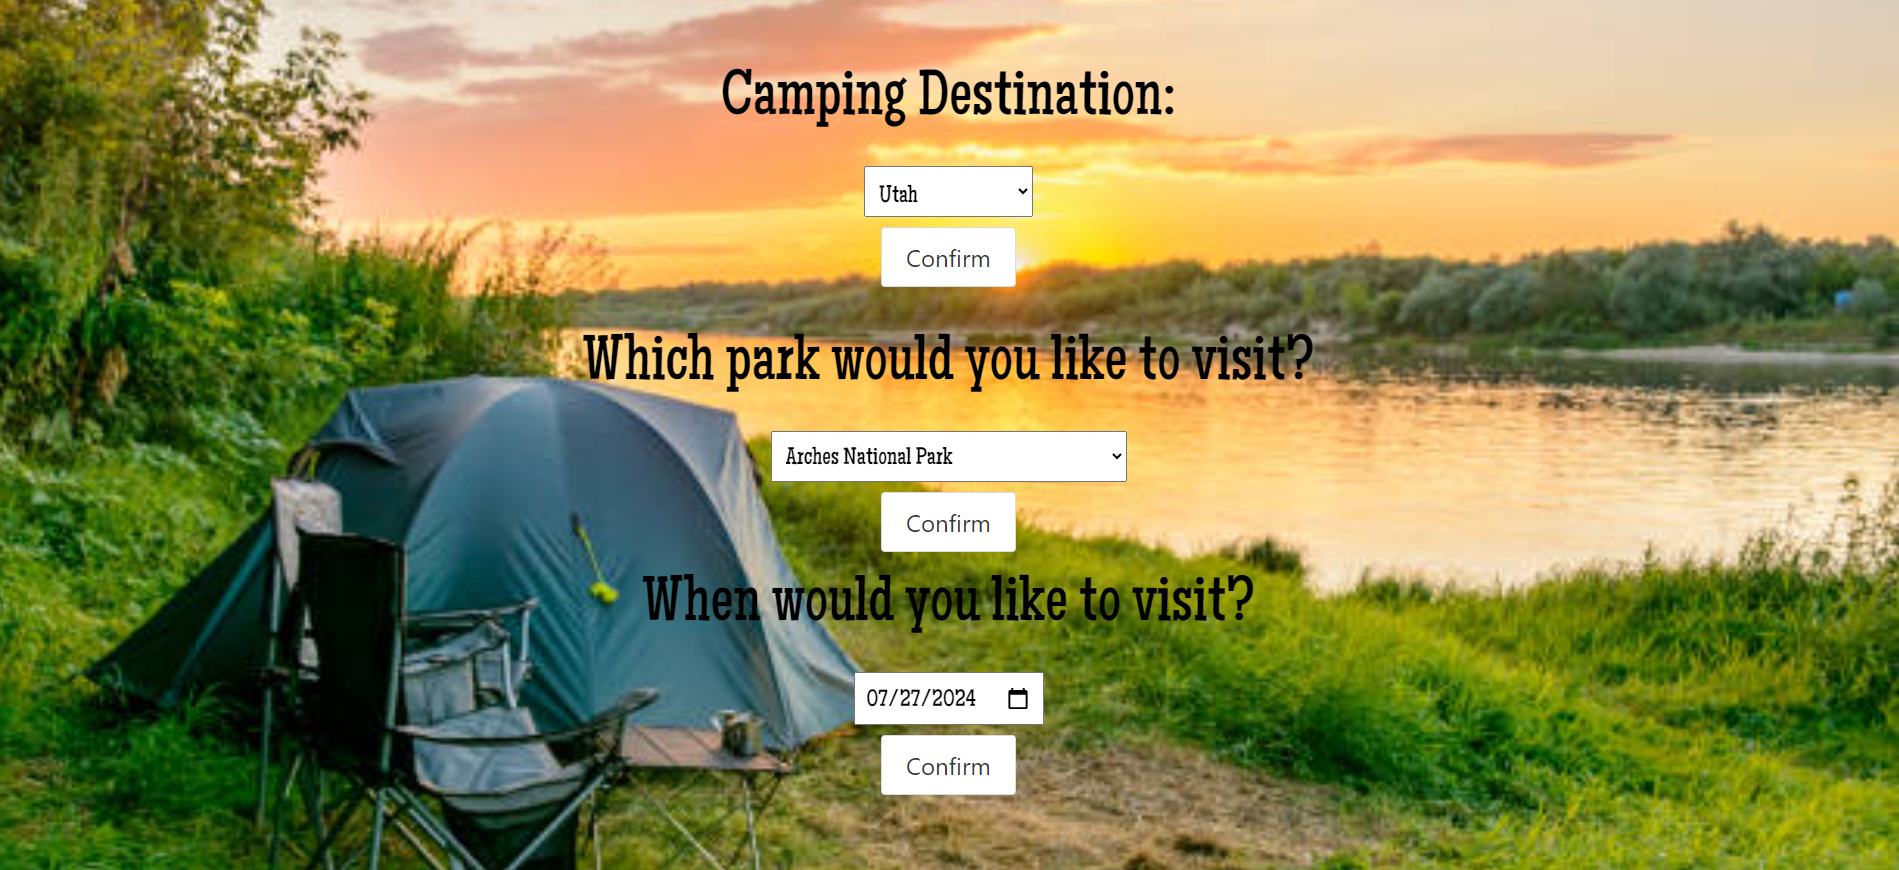 Camping Destination:
Utah
Confirm
Which park would you like to visit?
Arches National Park
Confirm
When would you like to visit?
07/27/2024
Confirm